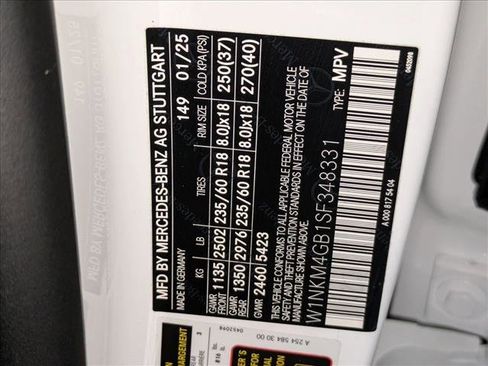 MFD BY MERCEDES-BENZ AG STUTTGART
MADE IN GERMANY 149 01/25
KG LB TIRES RIM SIZE COLD KPA (PSI)
GAWR FRONT 1135 2502 235/60 R18 8.0Jx18 250(37)
GAWR REAR 1350 2976 235/60 R18 8.0Jx18 270(40)
GVWR 2460 5423
THIS VEHICLE CONFORMS TO ALL APPLICABLE FEDERAL MOTOR VEHICLE
SAFETY AND THEFT PREVENTION STANDARDS IN EFFECT ON THE DATE OF
MANUFACTURE SHOWN ABOVE.
W1NKM4GB1SF348331 TYPE: MPV
A 000 817 54 04
0452098
A 254 584 30 00
0452098
3